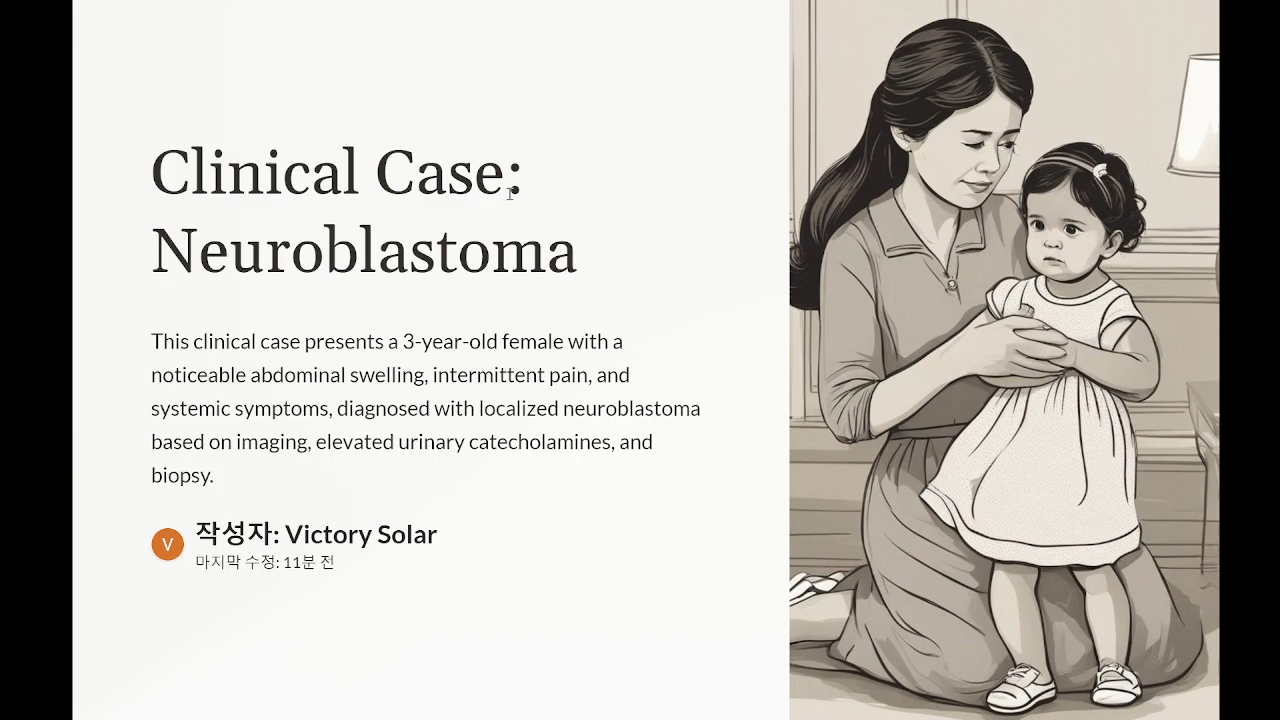 Clinical Case:
Neuroblastoma
This clinical case presents a 3-year-old female with a
noticeable abdominal swelling, intermittent pain, and
systemic symptoms, diagnosed with localized neuroblastoma
based on imaging, elevated urinary catecholamines, and
biopsy.
V
작성자: Victory Solar
마지막 수정: 11분 전